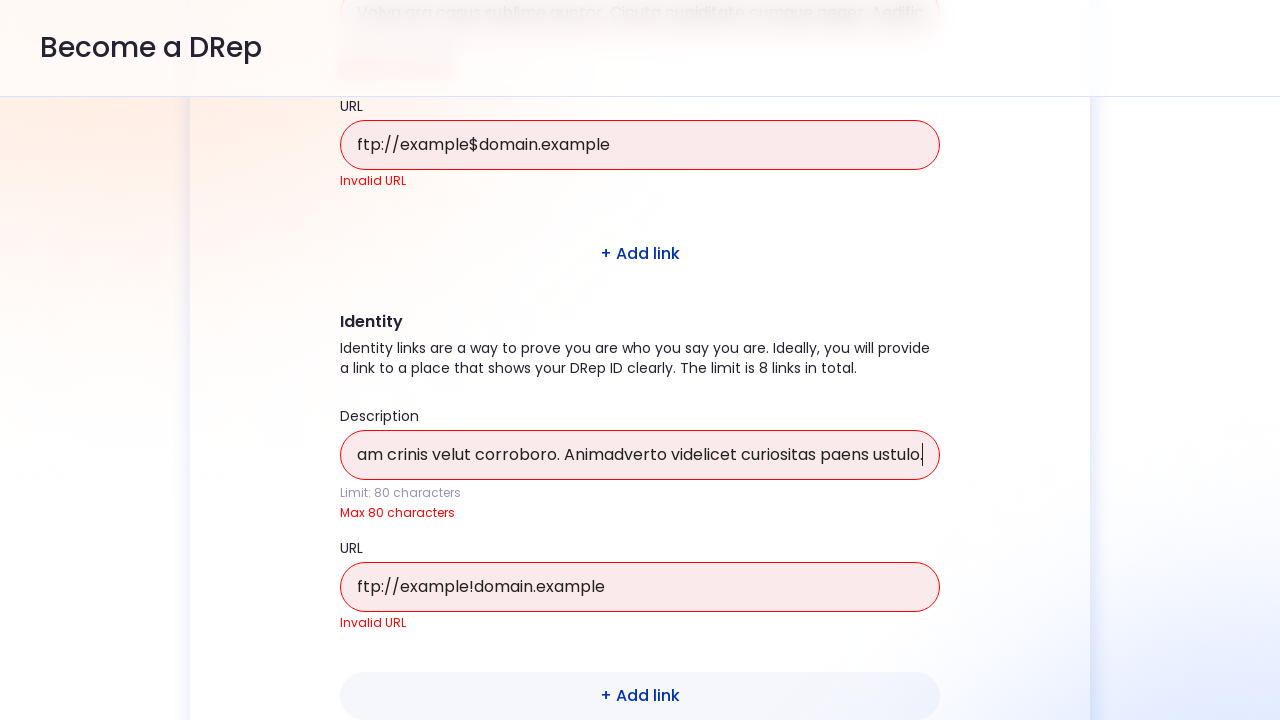 Volva ara casus sublime auctor. Cicuta cupiditate cumque aeger. Aedific
Become a DRep
URL
ftp://example$domain.example
Invalid URL
+ Add link
Identity
Identity links are a way to prove you are who you say you are. Ideally, you will provide
a link to a place that shows your DRep ID clearly. The limit is 8 links in total.
Description
am crinis velut corroboro. Animadverto videlicet curiositas paens ustulo.
Limit: 80 characters
Max 80 characters
URL
ftp://example!domain.example
Invalid URL
+ Add link